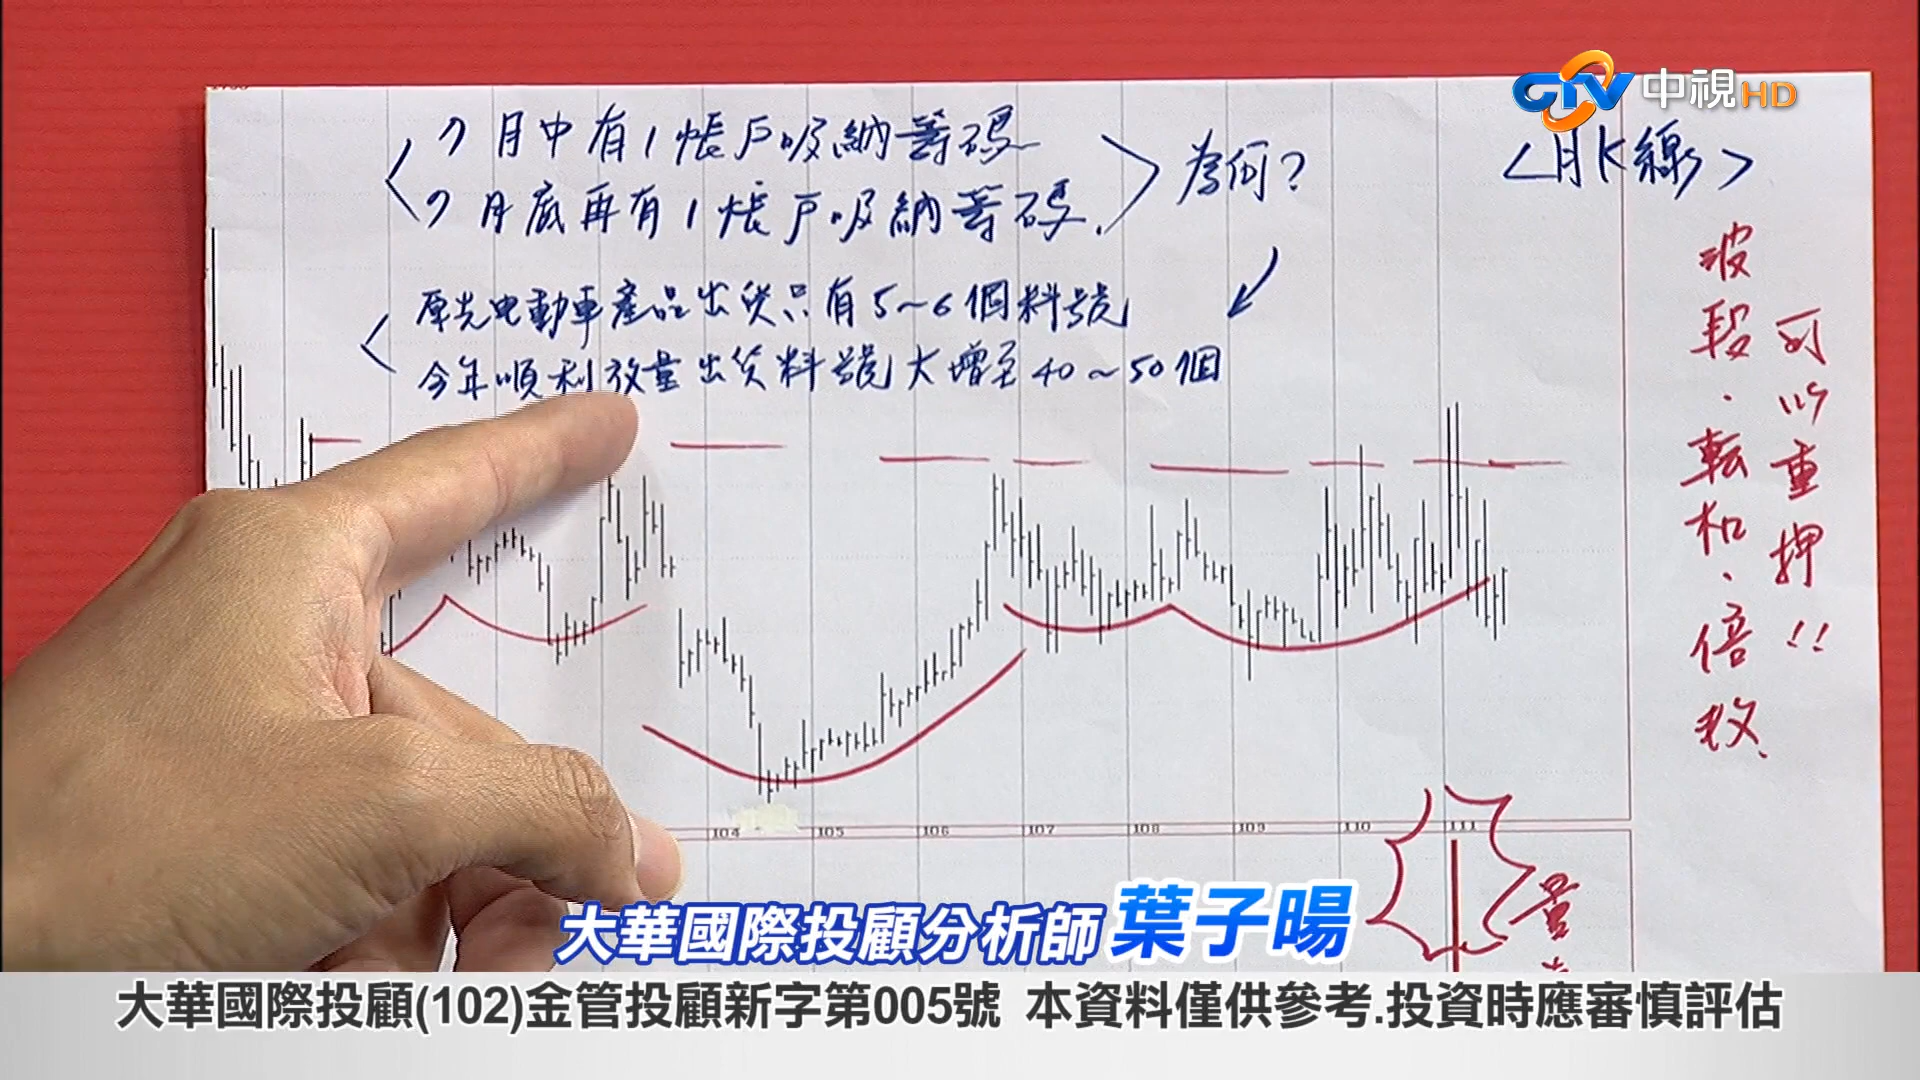 中視HD
7月中有1帳戶吸納籌碼
7月底再有1帳戶吸納籌碼.
為何?
<月K線>
原先電動車產品出貨只有5~6個料號
今年順利放量出貨料號大增至40~50個
可以重押!!
波段、転机、倍数、
104 105 106 107 108 109 110 111
量
大華國際投顧分析師 葉子暘
大華國際投顧(102)金管投顧新字第005號 本資料僅供參考.投資時應審慎評估